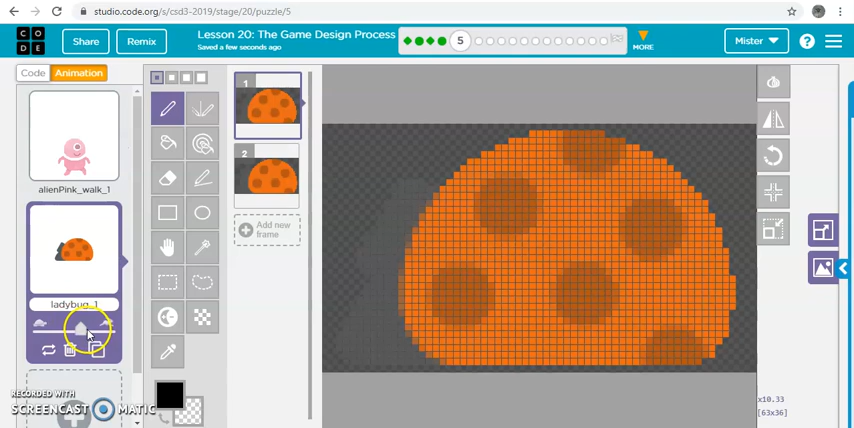 studio.code.org/s/csd3-2019/stage/20/puzzle/5
CODE
Share
Remix
Lesson 20: The Game Design Process
Saved a few seconds ago
5
MORE
Mister
Code
Animation
alienPink_walk_1
ladybug_1
1
2
Add new
frame
x10.33
[63x36]
RECORDED WITH
SCREENCAST MATIC